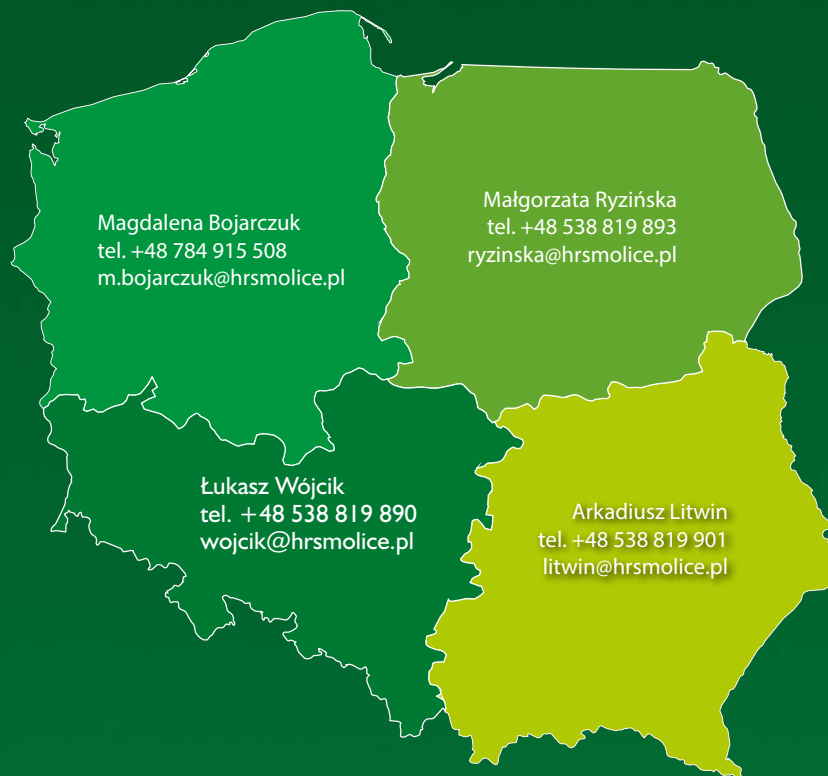 Magdalena Bojarczuk
tel. +48 784 915 508
m.bojarczuk@hrsmolice.pl
Małgorzata Ryzińska
tel. +48 538 819 893
ryzinska@hrsmolice.pl
Łukasz Wójcik
tel. +48 538 819 890
wojcik@hrsmolice.pl
Arkadiusz Litwin
tel. +48 538 819 901
litwin@hrsmolice.pl